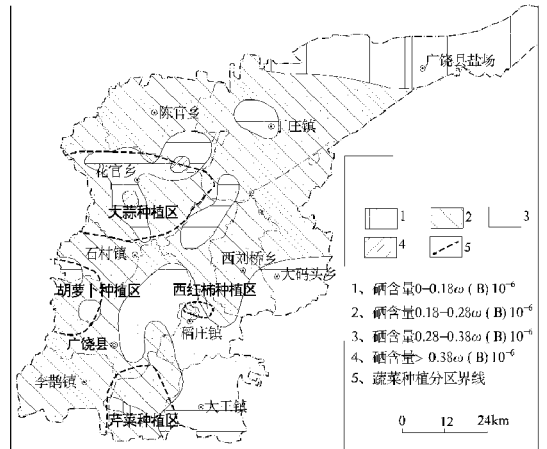 广饶县盐场
陈官乡
丁庄镇
花官乡
大蒜种植区
石村镇
西刘桥乡
大码头乡
胡萝卜种植区
西红柿种植区
稻庄镇
广饶县
李鹊镇
大王镇
芹菜种植区
1 2 3
4 5
1、硒含量0-0.18ω(B)10⁻⁶
2、硒含量0.18-0.28ω(B)10⁻⁶
3、硒含量0.28-0.38ω(B)10⁻⁶
4、硒含量> 0.38ω(B)10⁻⁶
5、蔬菜种植分区界线
0 12 24km